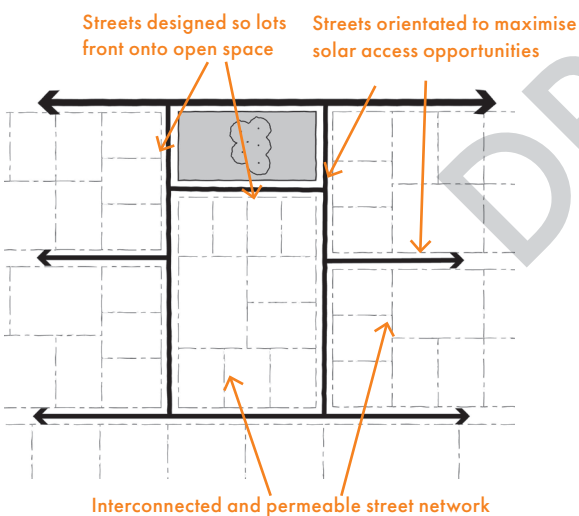 Streets designed so lots
front onto open space
Streets orientated to maximise
solar access opportunities
Interconnected and permeable street network